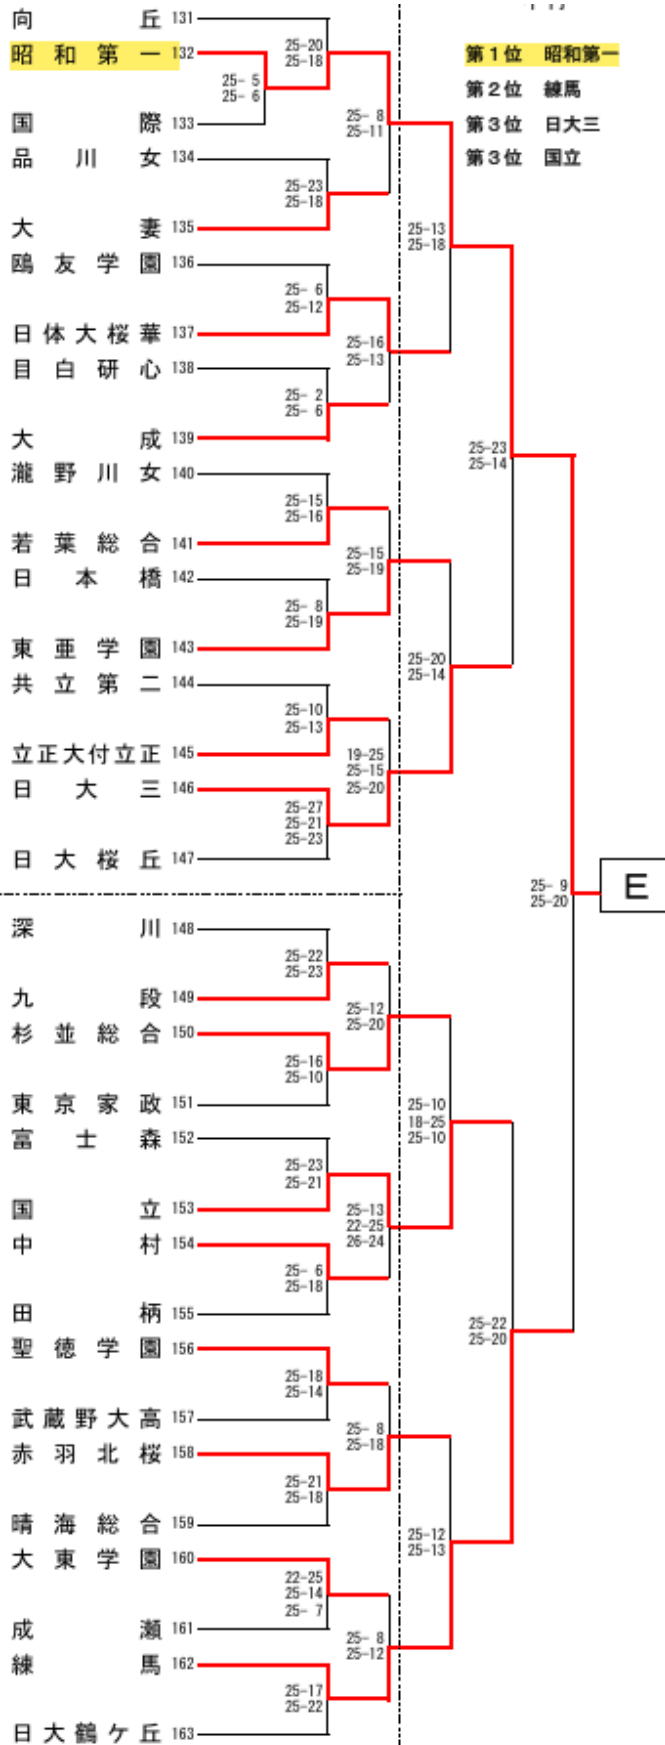 向丘 131
昭和第一 132
25-20
25-18
25- 5
25- 6
国際 133
25- 8
25-11
品川女 134
25-23
25-18
大妻 135
25-13
25-18
鴎友学園 136
25- 6
25-12
日体大桜華 137
25-16
25-13
目白研心 138
25- 2
25- 6
大成 139
25-23
25-14
瀧野川女 140
25-15
25-16
若葉総合 141
25-15
25-19
日本橋 142
25- 8
25-19
東亜学園 143
25-20
25-14
共立第二 144
25-10
25-13
立正大付立正 145
19-25
25-15
25-20
日大三 146
25-27
25-21
25-23
日大桜丘 147
25- 9
25-20
E
深川 148
25-22
25-23
九段 149
25-12
25-20
杉並総合 150
25-16
25-10
東京家政 151
25-10
18-25
25-10
富士森 152
25-23
25-21
国立 153
25-13
22-25
26-24
中村 154
25- 6
25-18
田柄 155
25-22
25-20
聖徳学園 156
25-18
25-14
武蔵野大高 157
25- 8
25-18
赤羽北桜 158
25-21
25-18
晴海総合 159
25-12
25-13
大東学園 160
22-25
25-14
25- 7
成瀬 161
25- 8
25-12
練馬 162
25-17
25-22
日大鶴ケ丘 163
第1位 昭和第一
第2位 練馬
第3位 日大三
第3位 国立